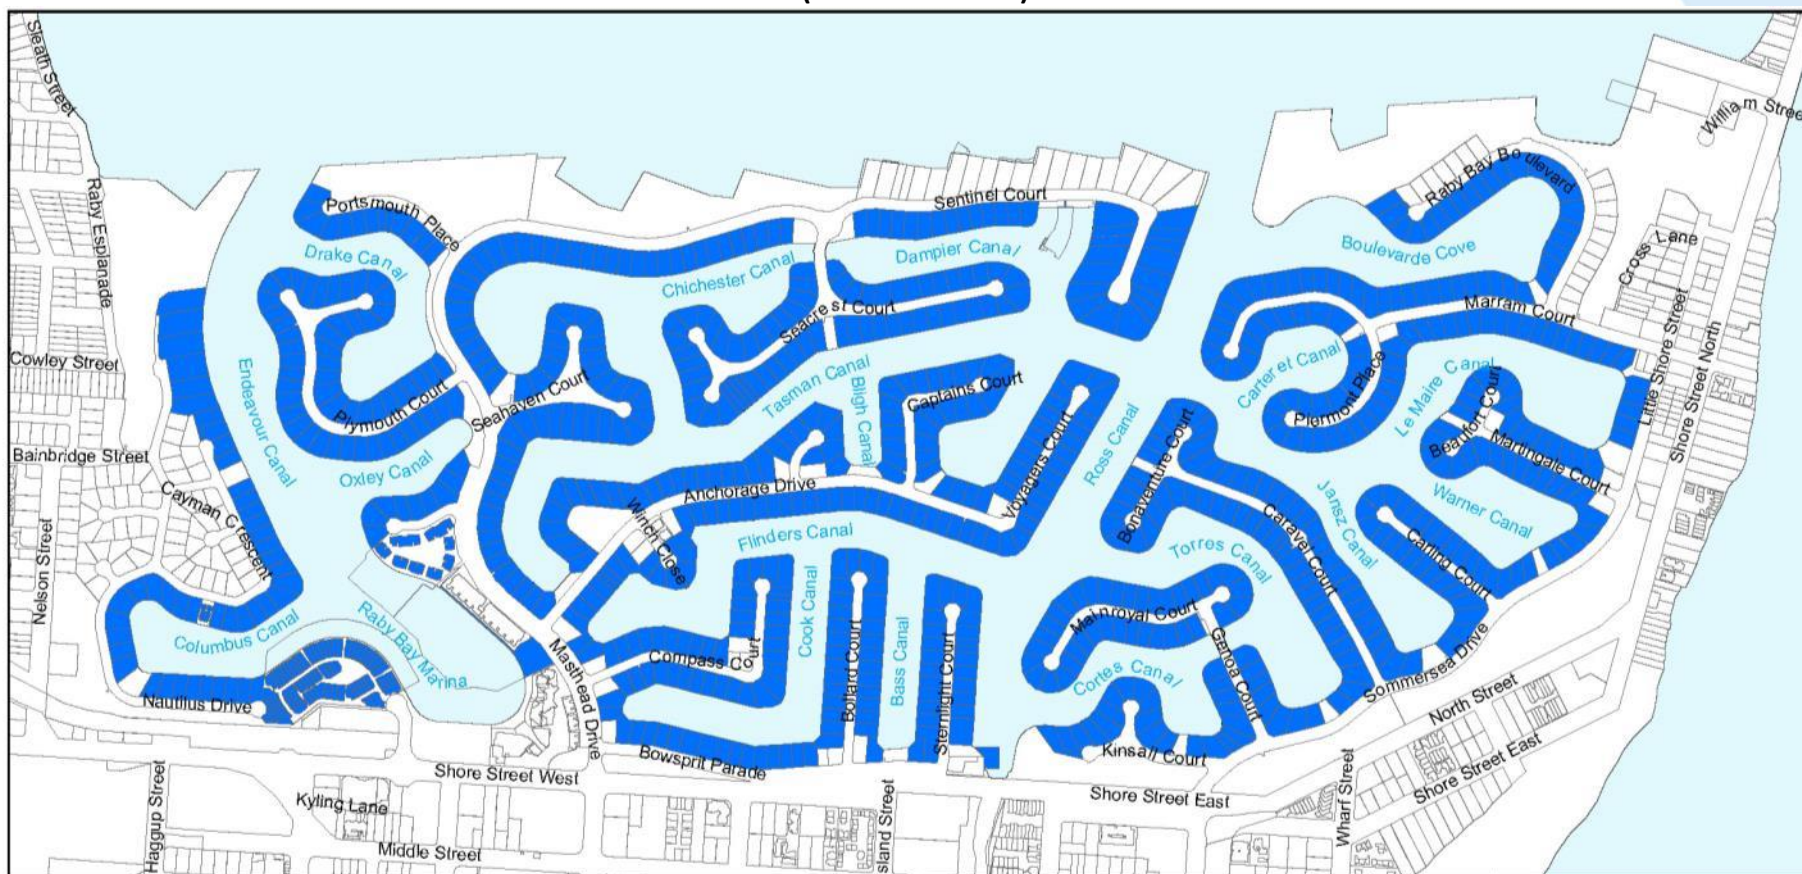 Sleath Street
William Stree
Raby Esplanade
Portsmouth Place
Sentinel Court
Raby Bay Boulevard
Cross Lane
Drake Canal
Chichester Canal
Dampier Canal
Boulevarde Cove
Seacrest Court
Marram Court
Little Shore Street
Shore Street North
Cowley Street
Endeavour Canal
Plymouth Court
Seahaven Court
Tasman Canal
Bligh Canal
Captains Court
Carteret Canal
Piermont Place
Le Maire Canal
Beaufort Court
Martingale Court
Bainbridge Street
Oxley Canal
Cayman Crescent
Anchorage Drive
Winch Close
Voyagers Court
Ross Canal
Bonaventure Court
Caravel Court
Jansz Canal
Warner Canal
Carling Court
Nelson Street
Flinders Canal
Torres Canal
Columbus Canal
Raby Bay Marina
Cook Canal
Mainroyal Court
Genoa Court
Compass Court
Bollard Court
Bass Canal
Sternlight Court
Cortes Canal
Sommersea Drive
Nautilus Drive
Masthead Drive
North Street
Bowsprit Parade
Kinsail Court
Shore Street West
Shore Street East
Shore Street East
Haggup Street
Kyling Lane
Middle Street
sland Street
Wharf Street